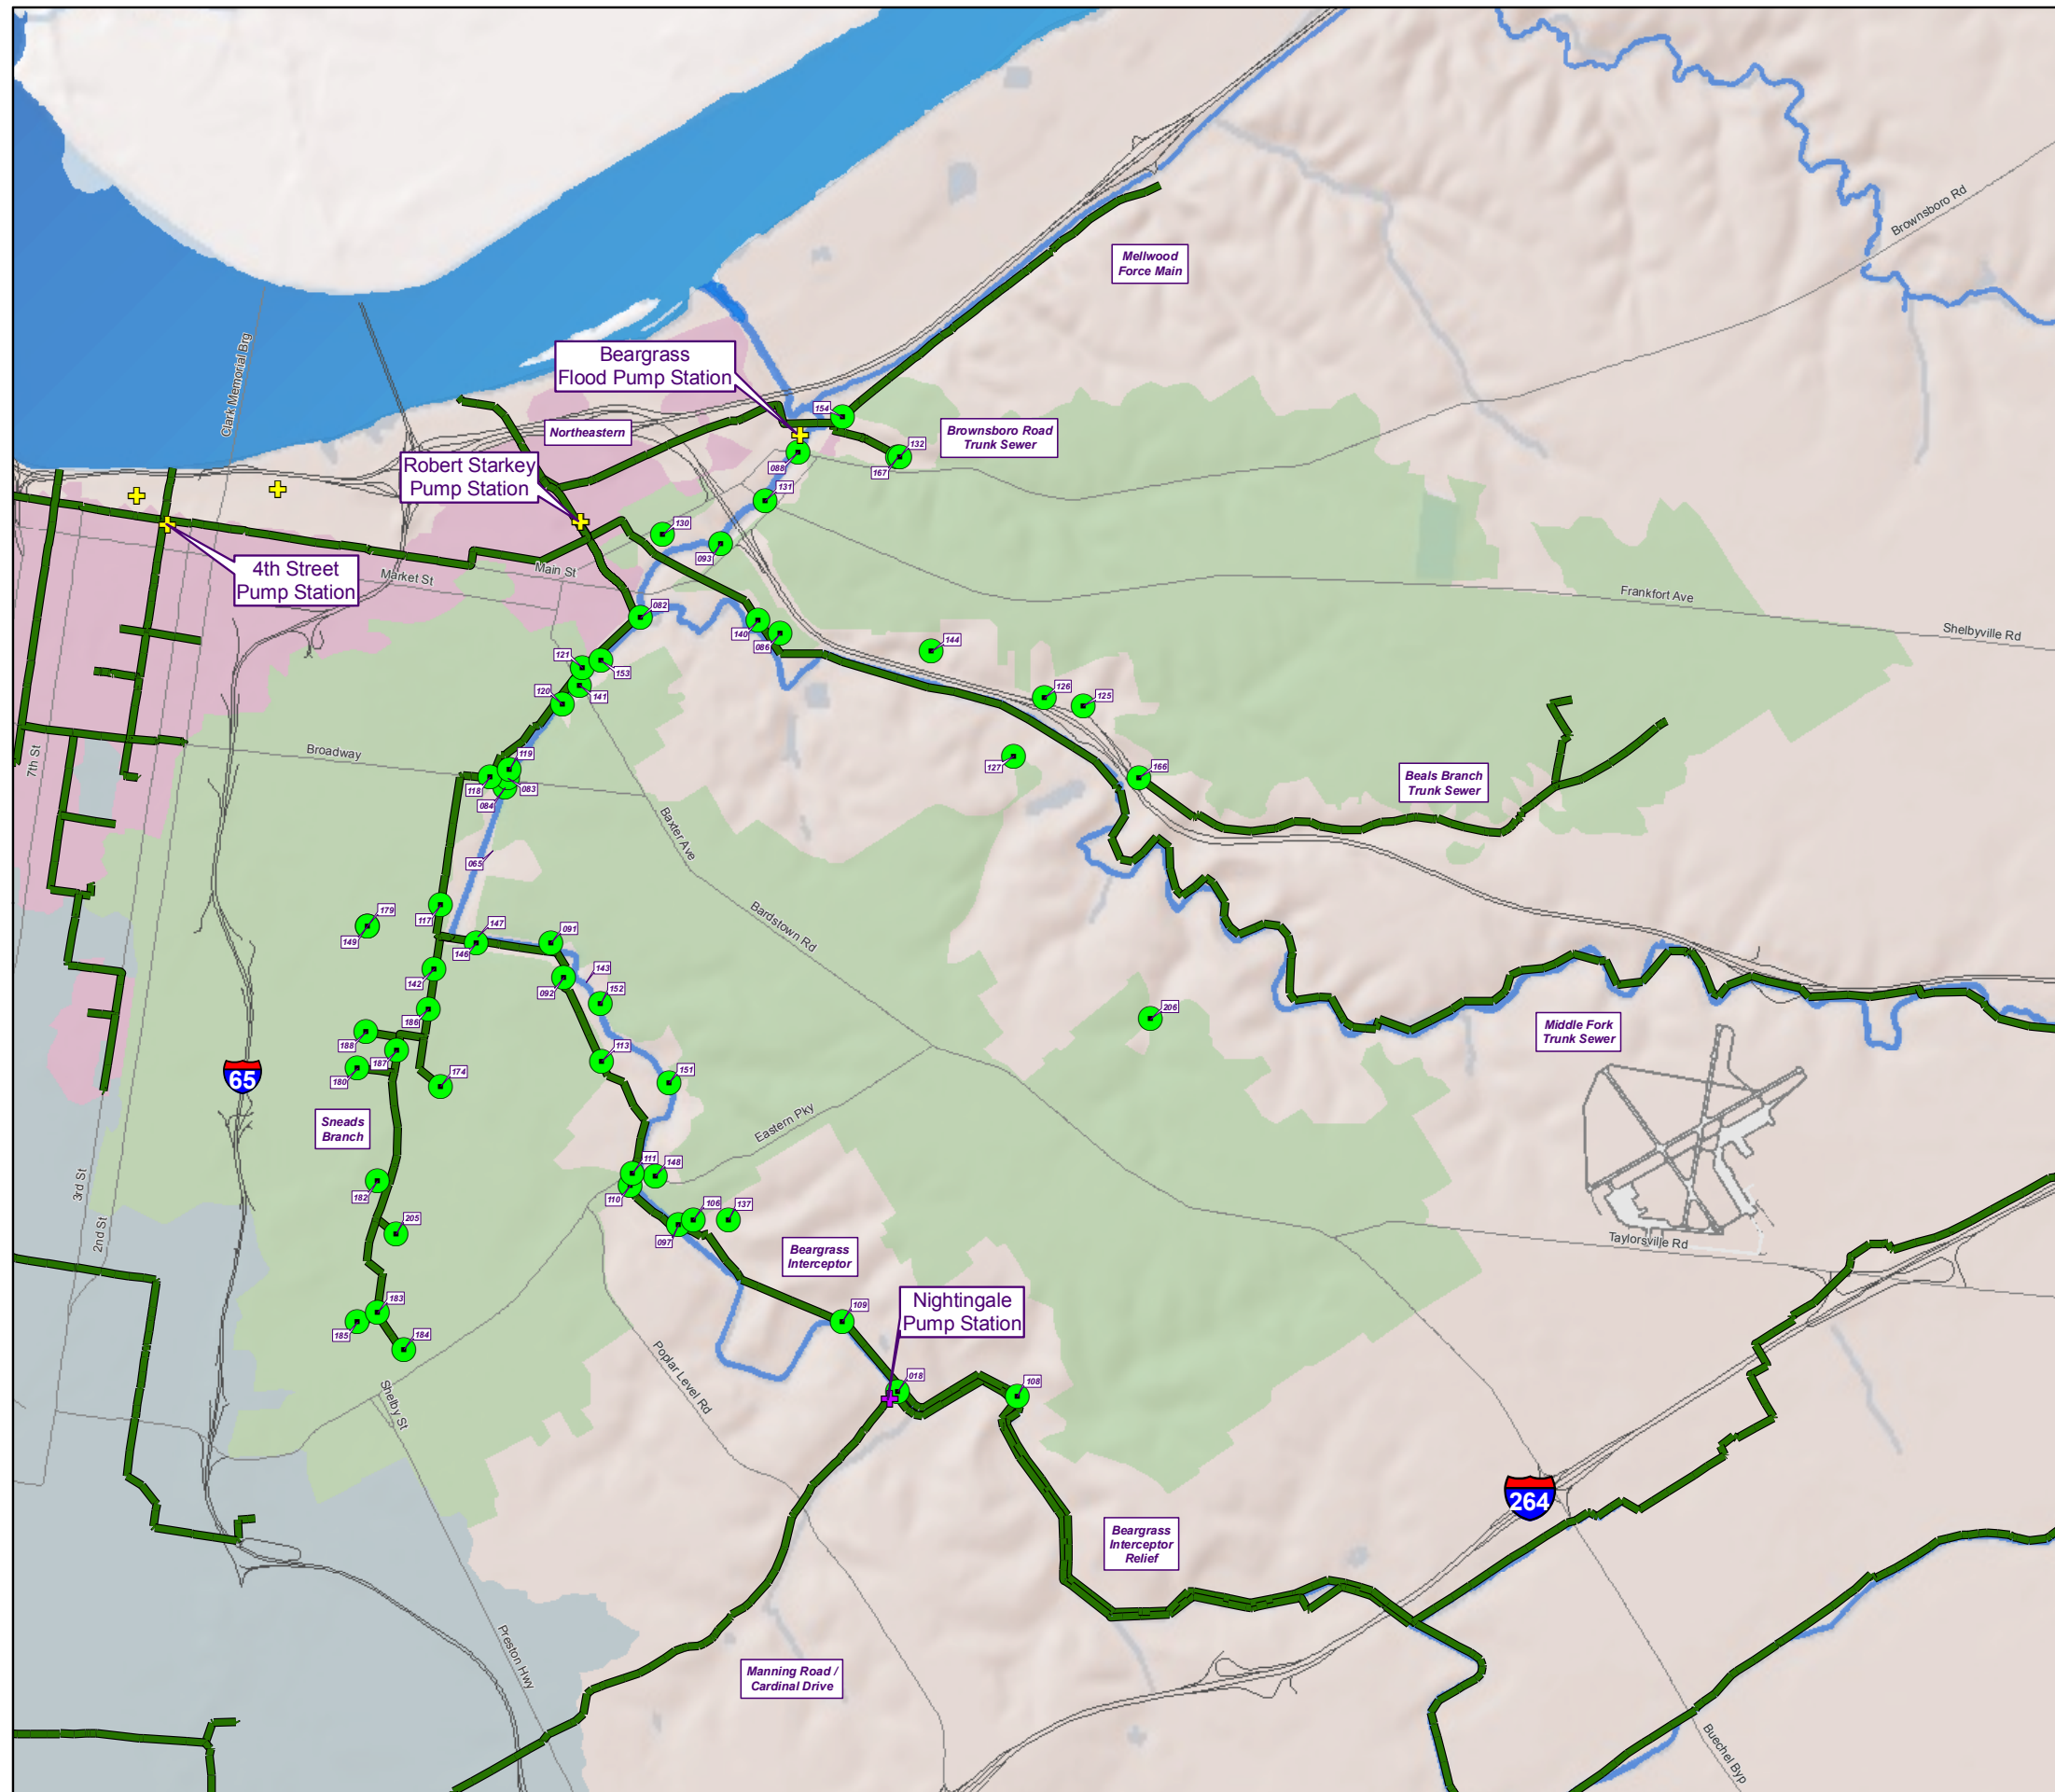 Brownsboro Rd
Mellwood
Force Main
Clark Memorial Brg
Beargrass
Flood Pump Station
154
Northeastern
Brownsboro Road
Trunk Sewer
132
Robert Starkey
Pump Station
088
167
131
130
093
4th Street
Pump Station
Market St
Main St
Frankfort Ave
082
Shelbyville Rd
140
086
144
121
153
120
141
126
125
Broadway
119
7th St
127
166
118
083
084
Beals Branch
Trunk Sewer
Baxter Ave
065
179
117
147
091
Bardstown Rd
149
146
143
142
092
152
206
186
Middle Fork
Trunk Sewer
188
187
113
65
180
174
151
Sneads
Branch
Eastern Pky
111
148
3rd St
182
110
106
137
205
2nd St
097
Taylorsville Rd
Beargrass
Interceptor
183
109
Nightingale
Pump Station
185
184
Poplar Level Rd
018
108
Shelby St
264
Beargrass
Interceptor
Relief
Preston Hwy
Manning Road /
Cardinal Drive
Buechel Byp